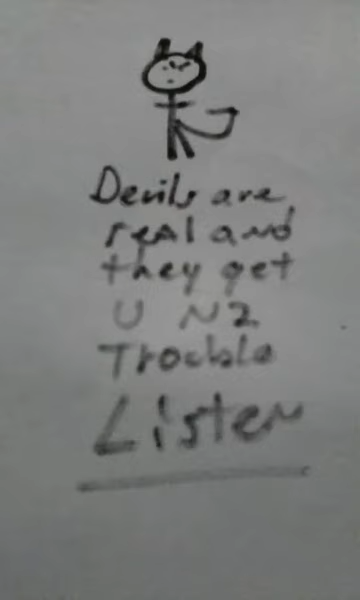 Devils are
real and
they get
U N2
Trouble
Listen